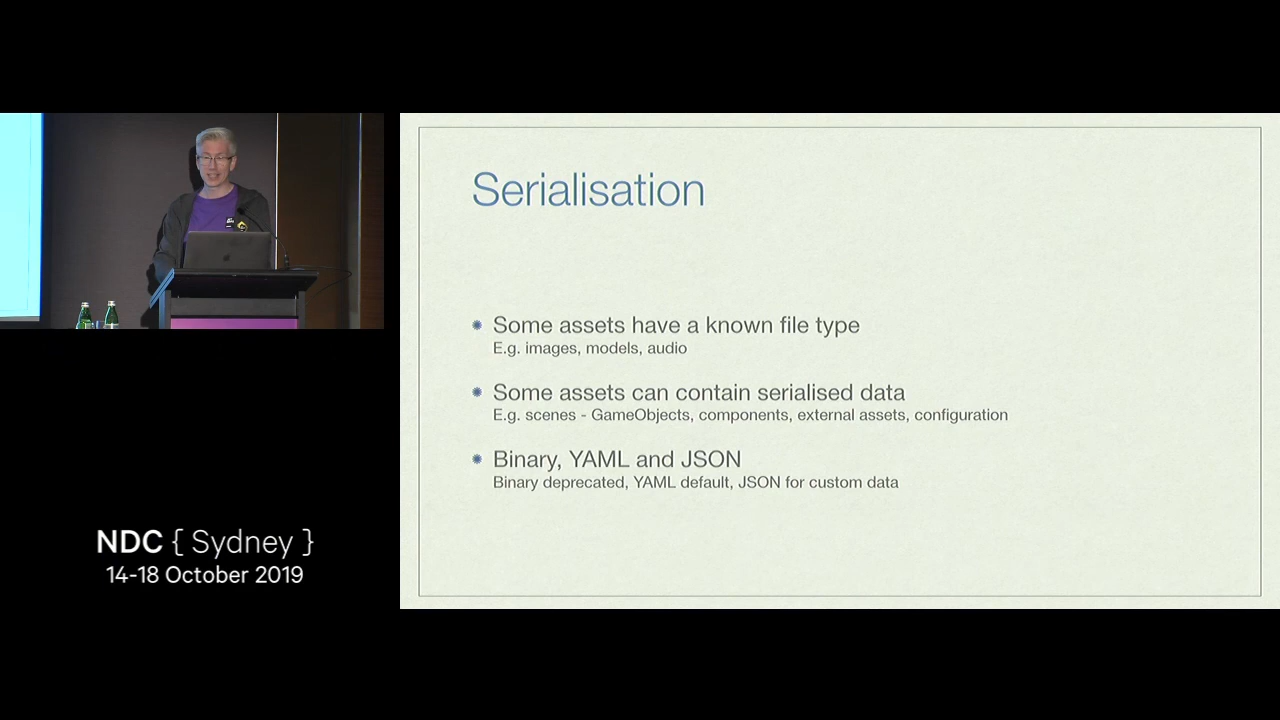 Serialisation
Some assets have a known file type
E.g. images, models, audio
Some assets can contain serialised data
E.g. scenes - GameObjects, components, external assets, configuration
Binary, YAML and JSON
Binary deprecated, YAML default, JSON for custom data
NDC { Sydney }
14-18 October 2019